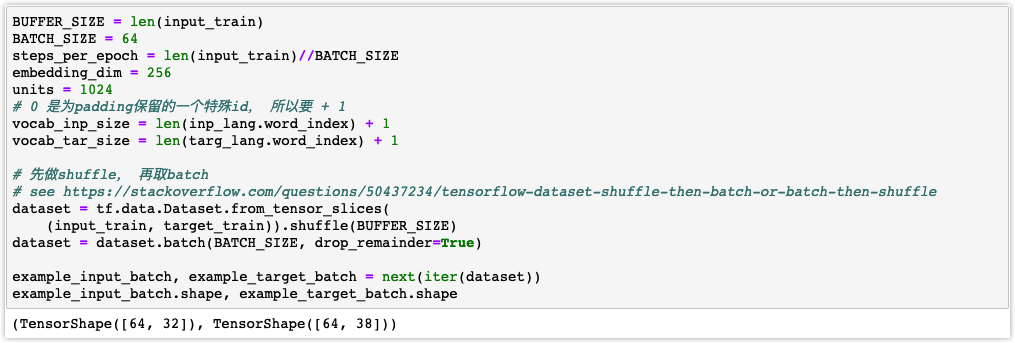 BUFFER_SIZE = len(input_train)
BATCH_SIZE = 64
steps_per_epoch = len(input_train)//BATCH_SIZE
embedding_dim = 256
units = 1024
# 0 是为padding保留的一个特殊id， 所以要 + 1
vocab_inp_size = len(inp_lang.word_index) + 1
vocab_tar_size = len(targ_lang.word_index) + 1
# 先做shuffle， 再取batch
# see https://stackoverflow.com/questions/50437234/tensorflow-dataset-shuffle-then-batch-or-batch-then-shuffle
dataset = tf.data.Dataset.from_tensor_slices(
    (input_train, target_train)).shuffle(BUFFER_SIZE)
dataset = dataset.batch(BATCH_SIZE, drop_remainder=True)
example_input_batch, example_target_batch = next(iter(dataset))
example_input_batch.shape, example_target_batch.shape
(TensorShape([64, 32]), TensorShape([64, 38]))